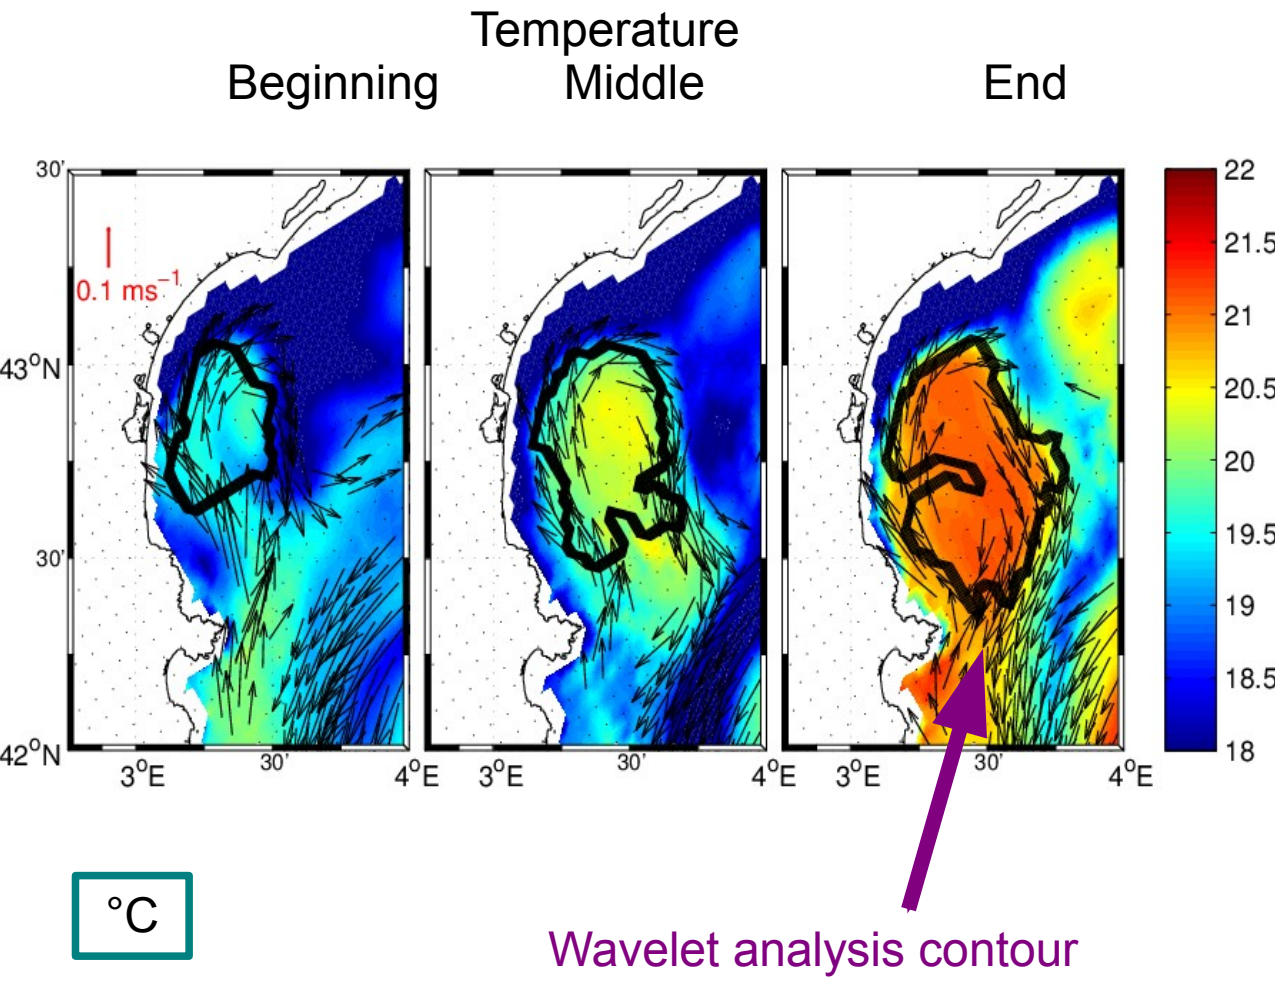 Temperature
Beginning Middle End
30'
22
21.5
0.1 ms⁻¹
21
43°N
20.5
20
30'
19.5
19
18.5
42°N
18
3°E 30' 4°E 3°E 30' 4°E 3°E 30' 4°E
°C
Wavelet analysis contour